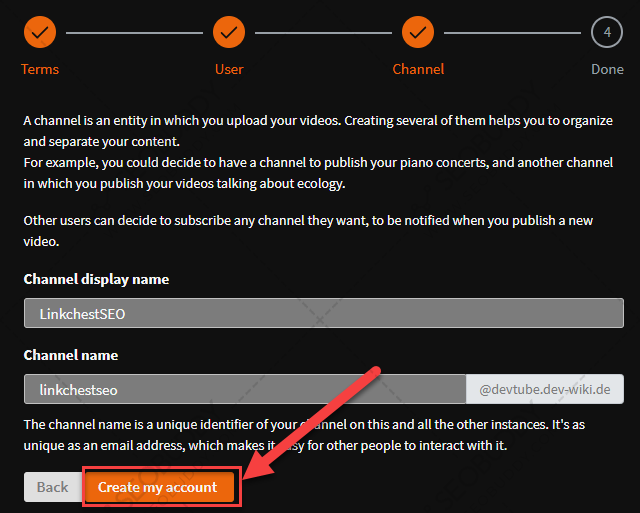 4
Terms
User
Channel
Done
A channel is an entity in which you upload your videos. Creating several of them helps you to organize
and separate your content.
For example, you could decide to have a channel to publish your piano concerts, and another channel
in which you publish your videos talking about ecology.
Other users can decide to subscribe any channel they want, to be notified when you publish a new
video.
Channel display name
LinkchestSEO
Channel name
linkchestseo
@devtube.dev-wiki.de
The channel name is a unique identifier of your channel on this and all the other instances. It's as
unique as an email address, which makes it easy for other people to interact with it.
Back
Create my account